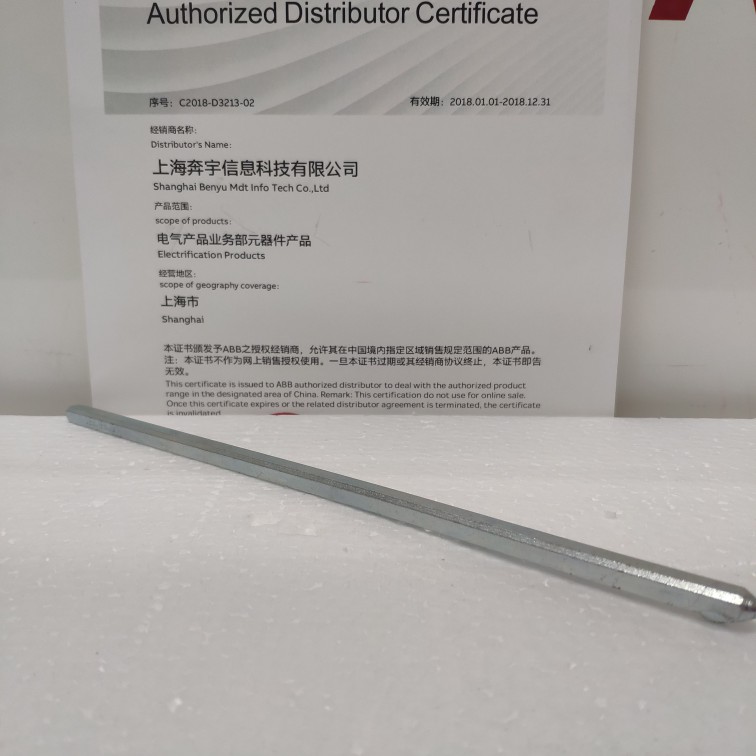 Authorized Distributor Certificate
序号：C2018-D3213-02
有效期：2018.01.01-2018.12.31
经销商名称:
Distributor's Name:
上海奔宇信息科技有限公司
Shanghai Benyu Mdt Info Tech Co.,Ltd
产品范围:
scope of products:
电气产品业务部元器件产品
Electrification Products
经营地区:
scope of geography coverage:
上海市
Shanghai
本证书颁发予ABB之授权经销商，允许其在中国境内指定区域销售规定范围的ABB产品。
注：本证书不作为网上销售授权使用。一旦本证书过期或其经销商协议终止，本证书即告
无效。
This certificate is issued to ABB authorized distributor to deal with the authorized product
range in the designated area of China. Remark: This certification do not use for online sale.
Once this certificate expires or the related distributor agreement is terminated, the certificate
is invalidated